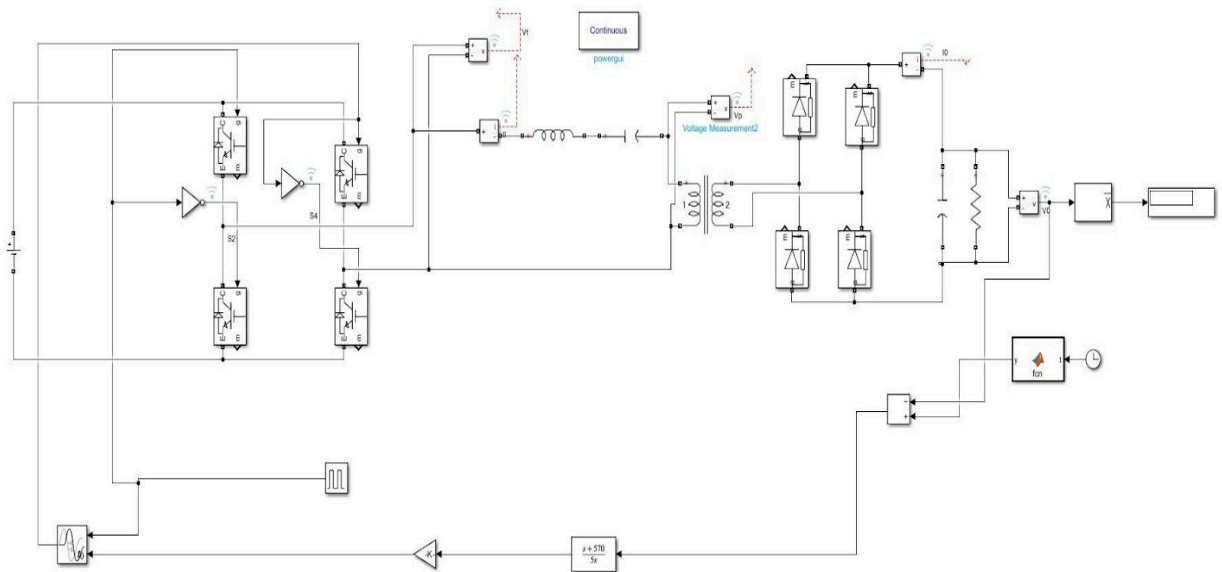 Vt
Continuous
powergui
I0
m
m
+
v
-
+
v
-
Vp
Voltage Measurement2
g
C
E
m
g
C
E
m
+
i
-
1
2
S4
S2
m
m
+
v
-
V0
x
g
C
E
m
g
C
E
m
y
fcn
t
−
+
-K-
s + 570
5s